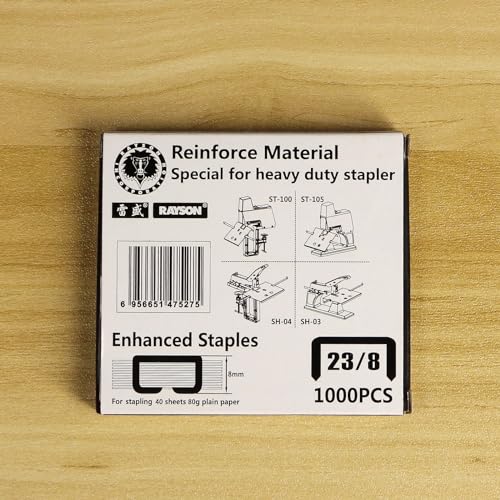 Reinforce Material
Special for heavy duty stapler
雷盛® RAYSON®
ST-100
ST-105
SH-04
SH-03
6 956651 475275
Enhanced Staples
8mm
For stapling 40 sheets 80g plain paper
23/8
1000PCS